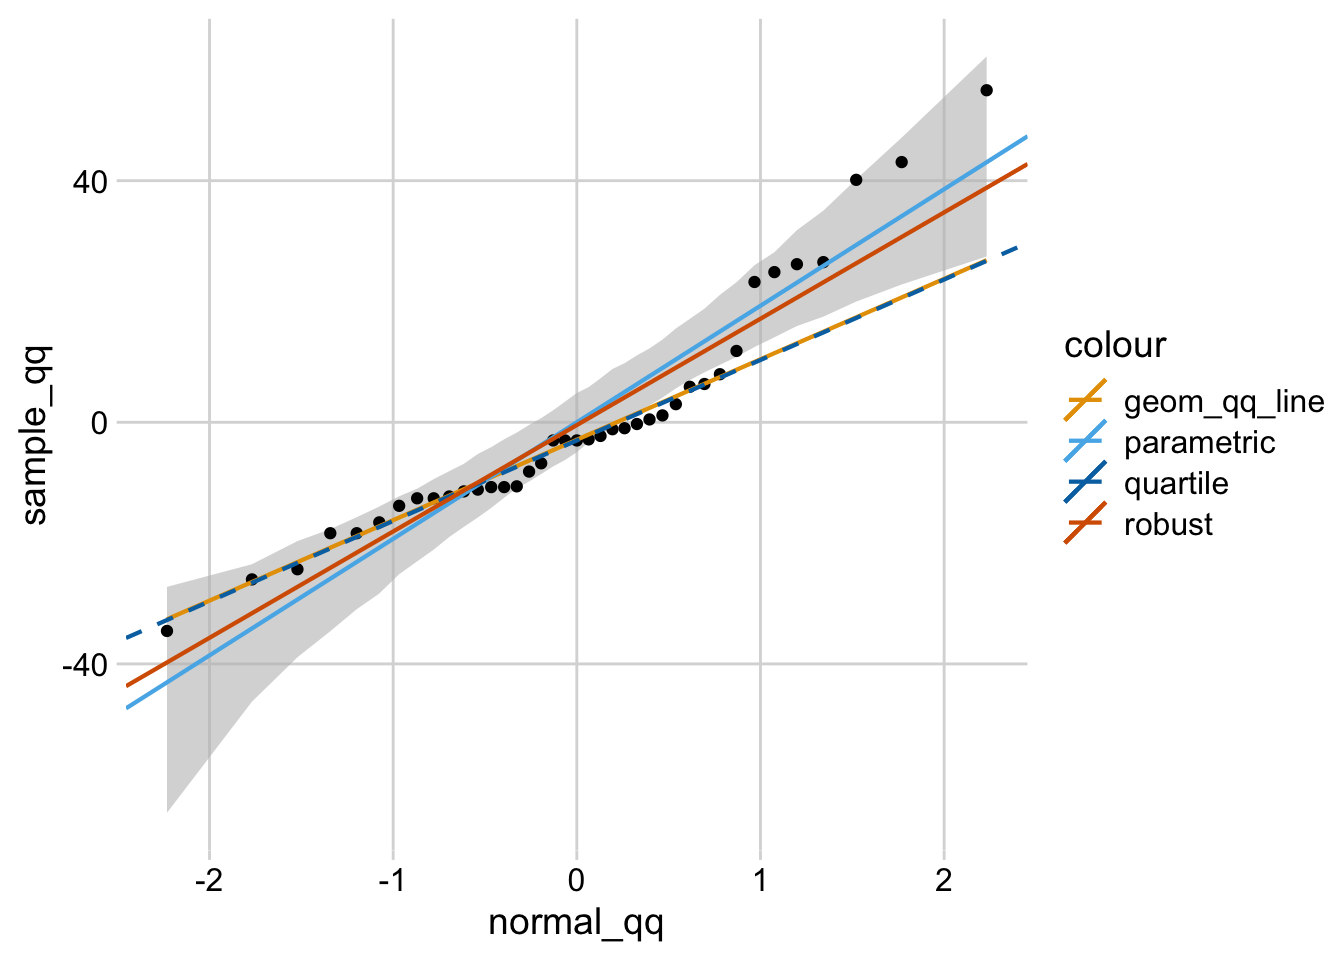 40
0
-40
sample_qq
-2
-1
0
1
2
normal_qq
colour
geom_qq_line
parametric
quartile
robust